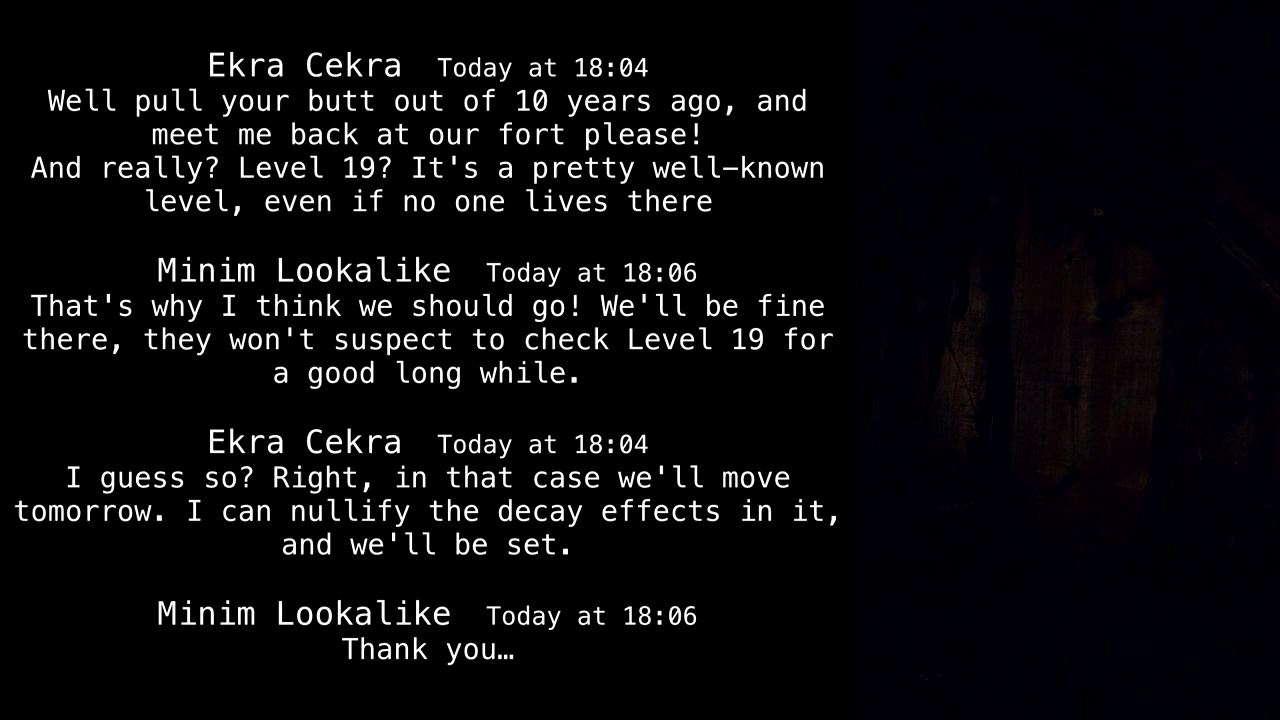 Ekra Cekra Today at 18:04
Well pull your butt out of 10 years ago, and
meet me back at our fort please!
And really? Level 19? It's a pretty well–known
level, even if no one lives there
Minim Lookalike Today at 18:06
That's why I think we should go! We'll be fine
there, they won't suspect to check Level 19 for
a good long while.
Ekra Cekra Today at 18:04
I guess so? Right, in that case we'll move
tomorrow. I can nullify the decay effects in it,
and we'll be set.
Minim Lookalike Today at 18:06
Thank you…